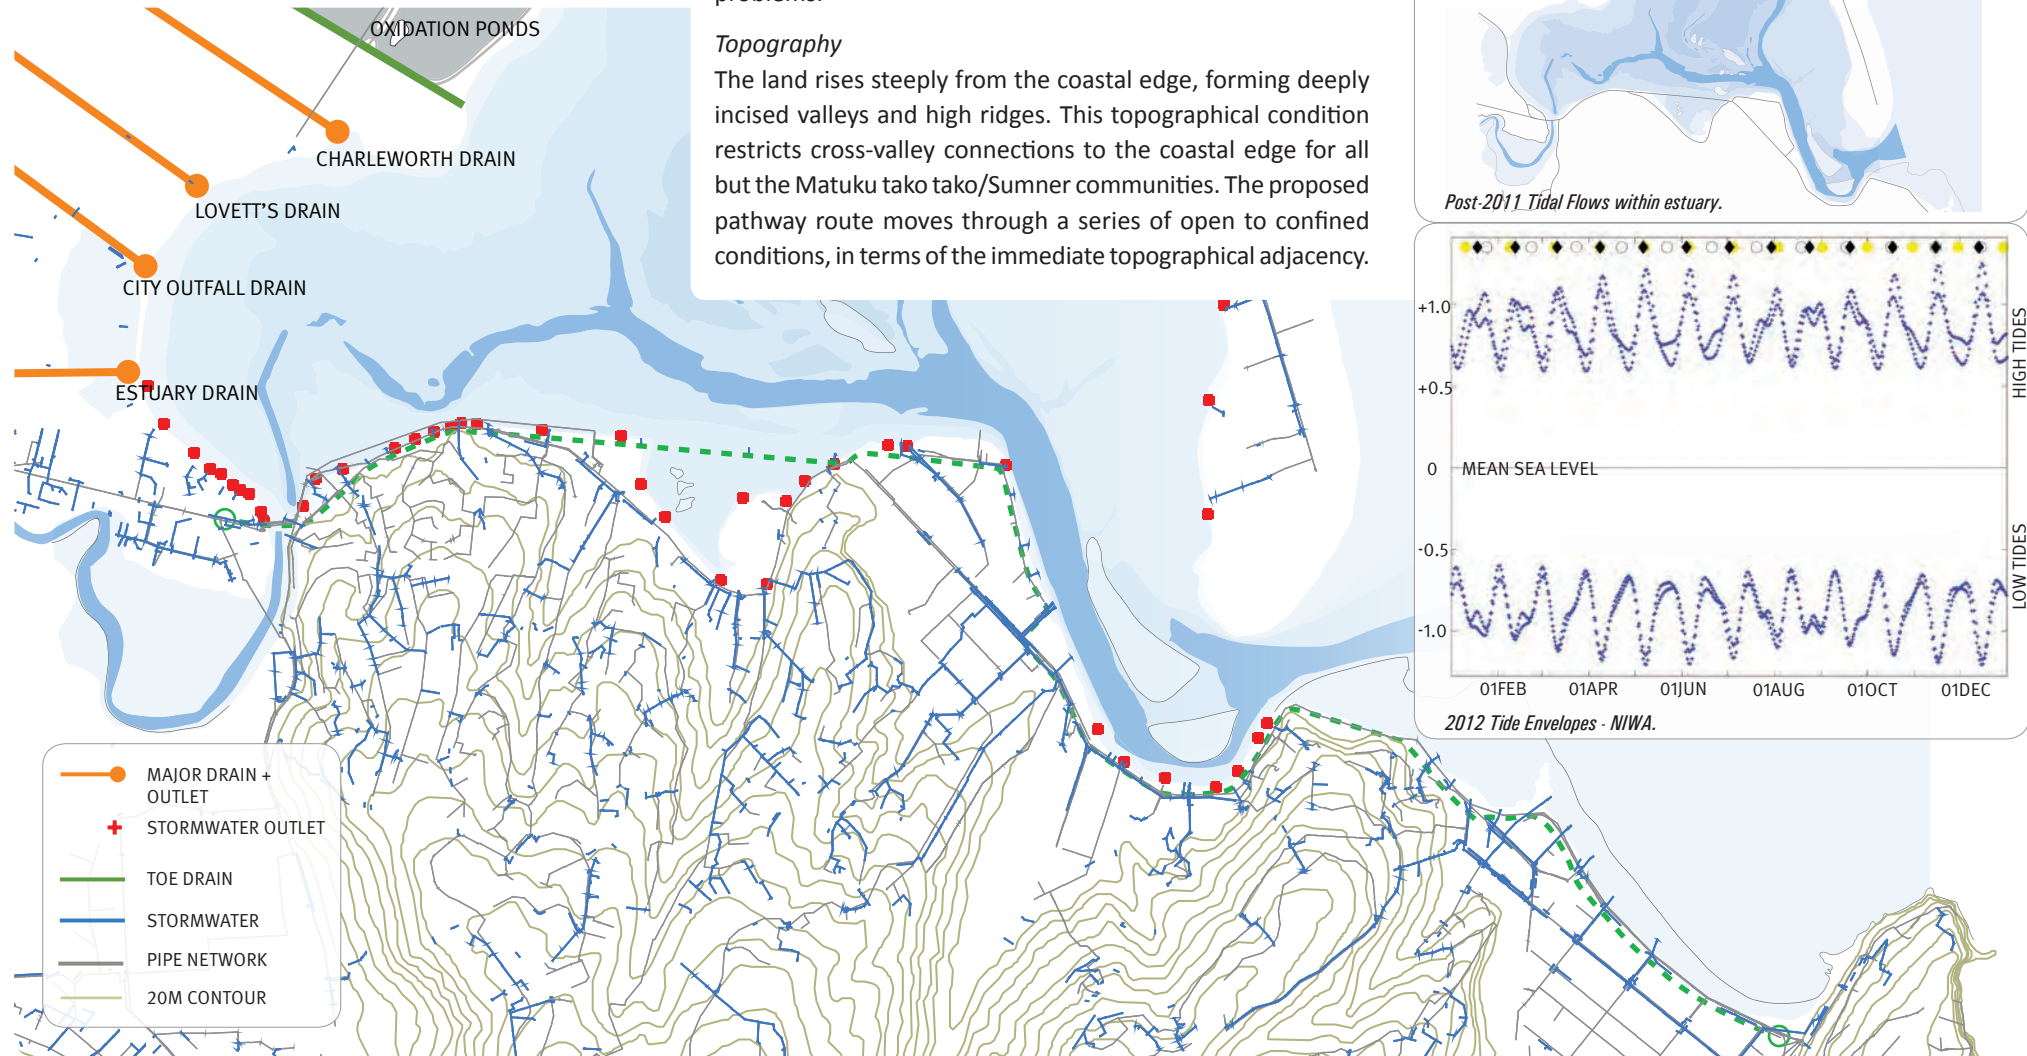 problems.
Topography
The land rises steeply from the coastal edge, forming deeply
incised valleys and high ridges. This topographical condition
restricts cross-valley connections to the coastal edge for all
but the Matuku tako tako/Sumner communities. The proposed
pathway route moves through a series of open to confined
conditions, in terms of the immediate topographical adjacency.
OXIDATION PONDS
CHARLEWORTH DRAIN
LOVETT'S DRAIN
CITY OUTFALL DRAIN
ESTUARY DRAIN
Post-2011 Tidal Flows within estuary.
+1.0
+0.5
0
MEAN SEA LEVEL
-0.5
-1.0
HIGH TIDES
LOW TIDES
01FEB 01APR 01JUN 01AUG 01OCT 01DEC
2012 Tide Envelopes - NIWA.
MAJOR DRAIN +
OUTLET
STORMWATER OUTLET
TOE DRAIN
STORMWATER
PIPE NETWORK
20M CONTOUR